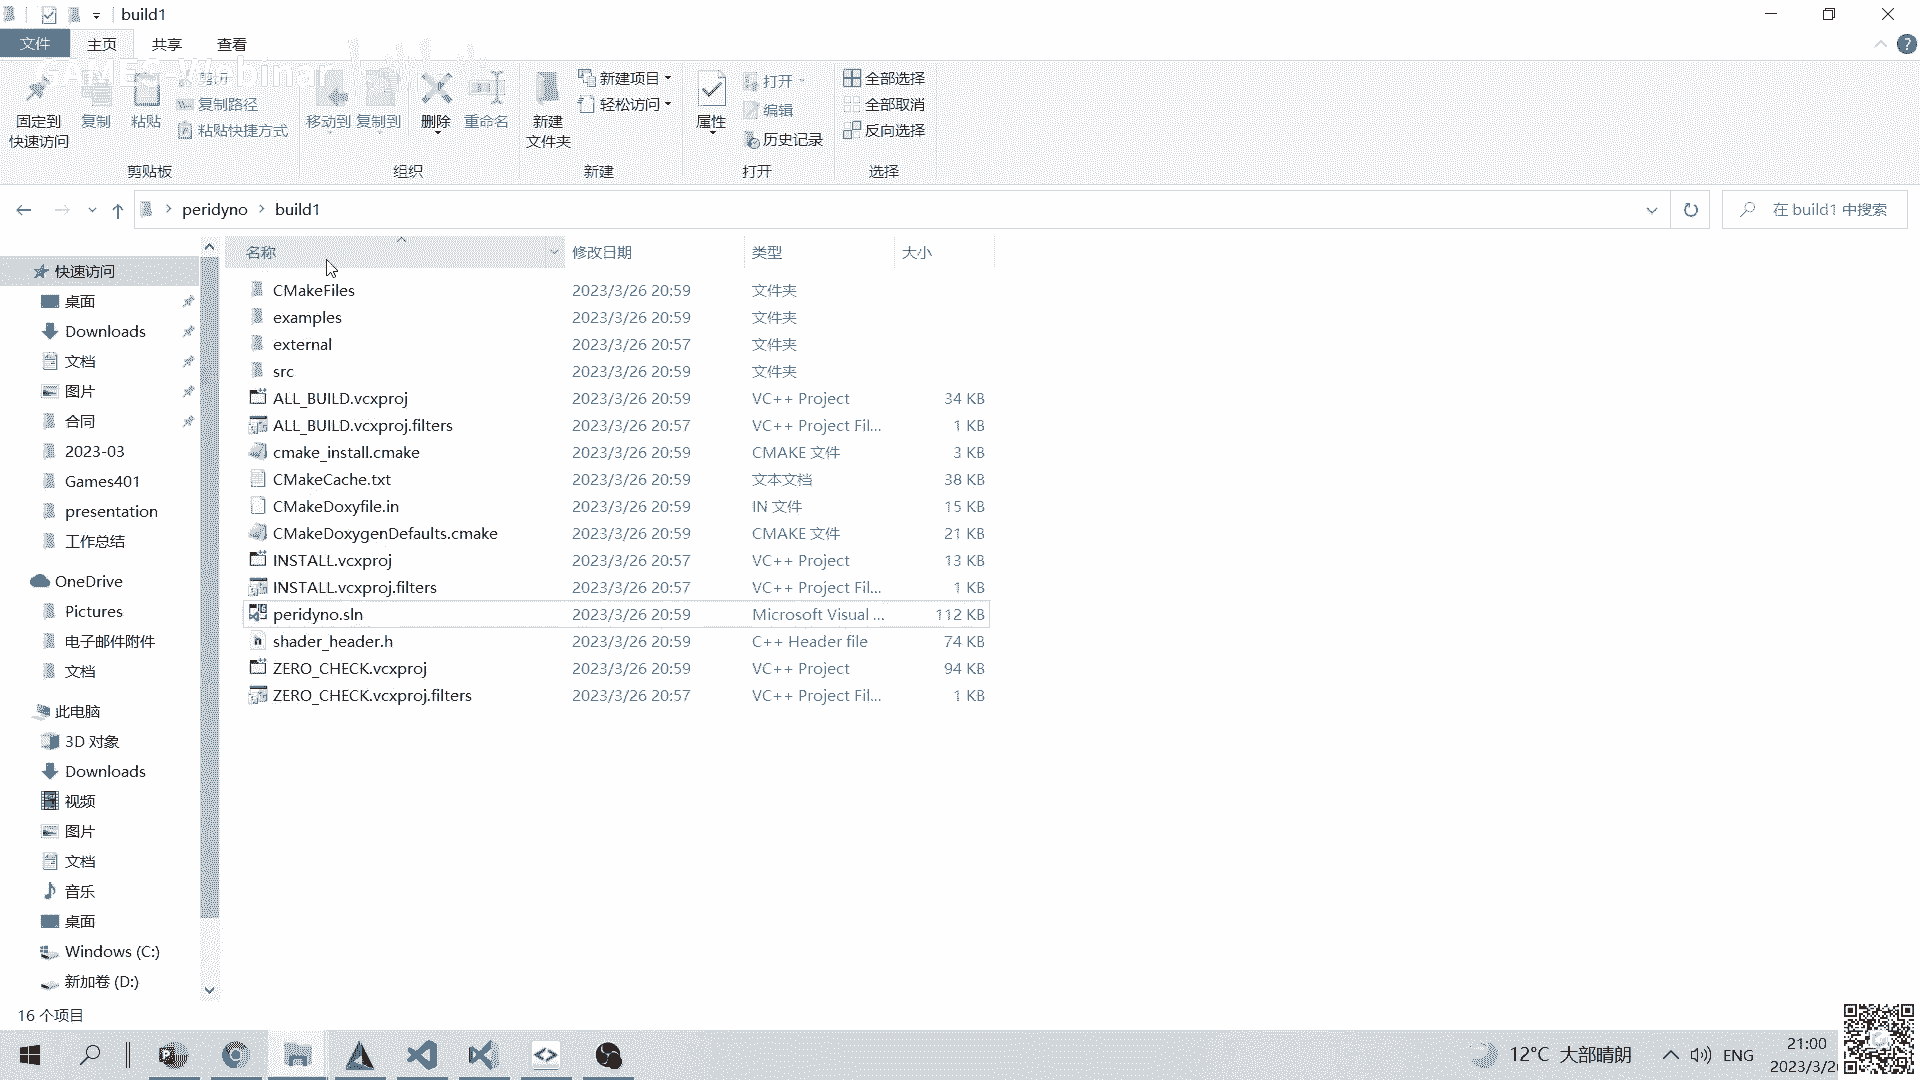 build1
文件 主页 共享 查看
GAMES-Webinar
固定到 快速访问
复制
粘贴
剪切
复制路径
粘贴快捷方式
剪贴板
移动到 复制到 删除 重命名
组织
新建 文件夹
新建项目
轻松访问
新建
属性
打开
编辑
历史记录
打开
全部选择
全部取消
反向选择
选择
peridyno build1
在 build1 中搜索
快速访问
桌面
Downloads
文档
图片
合同
2023-03
Games401
presentation
工作总结
OneDrive
Pictures
电子邮件附件
文档
此电脑
3D 对象
Downloads
视频
图片
文档
音乐
桌面
Windows (C:)
新加卷 (D:)
名称 修改日期 类型 大小
CMakeFiles 2023/3/26 20:59 文件夹
examples 2023/3/26 20:59 文件夹
external 2023/3/26 20:57 文件夹
src 2023/3/26 20:59 文件夹
ALL_BUILD.vcxproj 2023/3/26 20:59 VC++ Project 34 KB
ALL_BUILD.vcxproj.filters 2023/3/26 20:57 VC++ Project Fil... 1 KB
cmake_install.cmake 2023/3/26 20:59 CMAKE 文件 3 KB
CMakeCache.txt 2023/3/26 20:59 文本文档 38 KB
CMakeDoxyfile.in 2023/3/26 20:59 IN 文件 15 KB
CMakeDoxygenDefaults.cmake 2023/3/26 20:59 CMAKE 文件 21 KB
INSTALL.vcxproj 2023/3/26 20:57 VC++ Project 13 KB
INSTALL.vcxproj.filters 2023/3/26 20:57 VC++ Project Fil... 1 KB
peridyno.sln 2023/3/26 20:59 Microsoft Visual ... 112 KB
shader_header.h 2023/3/26 20:59 C++ Header file 74 KB
ZERO_CHECK.vcxproj 2023/3/26 20:59 VC++ Project 94 KB
ZERO_CHECK.vcxproj.filters 2023/3/26 20:57 VC++ Project Fil... 1 KB
16 个项目
12°C 大部晴朗
ENG
21:00
2023/3/2